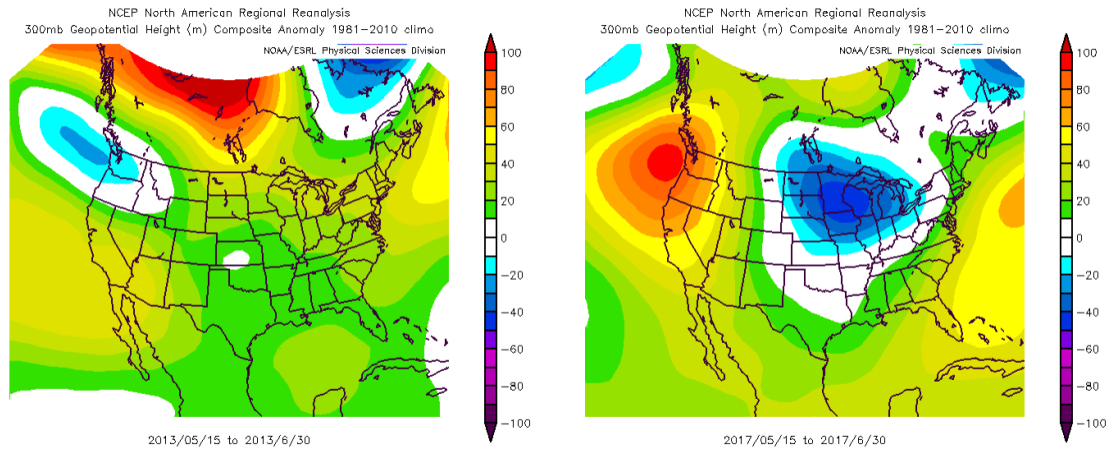 NCEP North American Regional Reanalysis
300mb Geopotential Height (m) Composite Anomaly 1981-2010 climo
NOAA/ESRL Physical Sciences Division
100
80
60
40
20
0
-20
-40
-60
-80
-100
2013/05/15 to 2013/6/30
NCEP North American Regional Reanalysis
300mb Geopotential Height (m) Composite Anomaly 1981-2010 climo
NOAA/ESRL Physical Sciences Division
100
80
60
40
20
0
-20
-40
-60
-80
-100
2017/05/15 to 2017/6/30